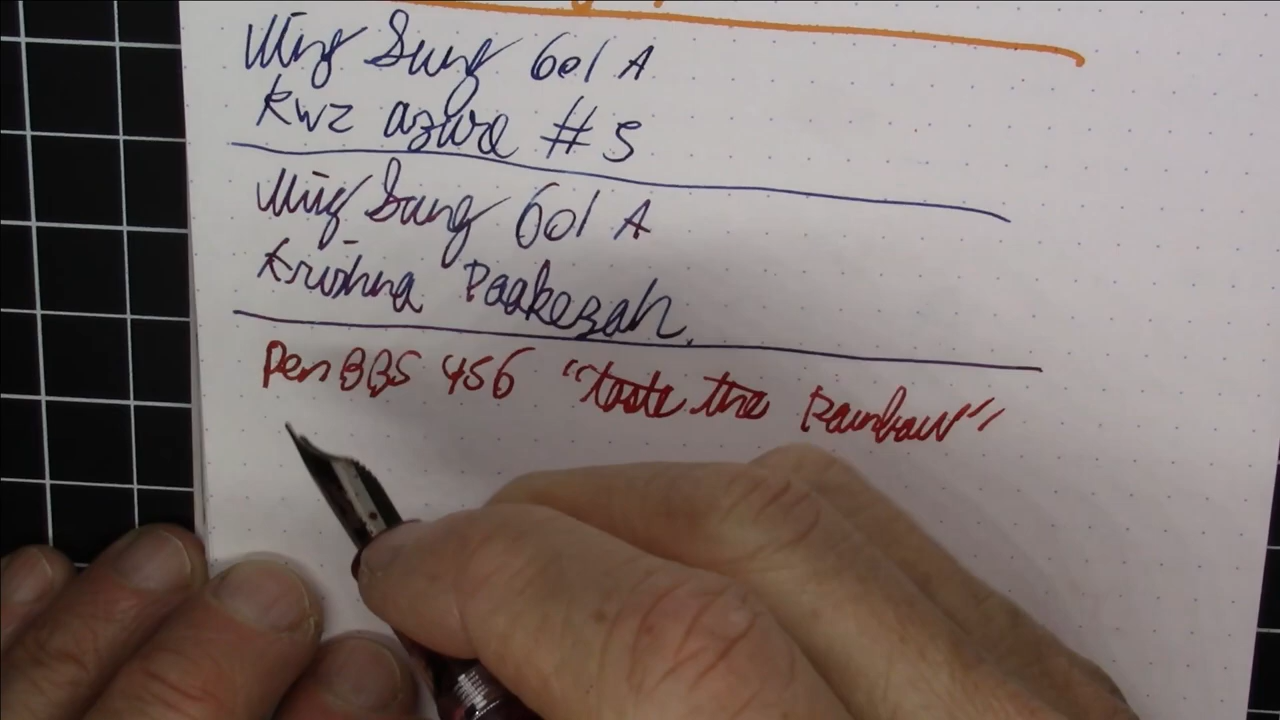 Wing Sung 601 A
KWZ azure #5
Wing Sung 601 A
Krishna Paakezah.
PenBBS 456 "taste the Rainbow"